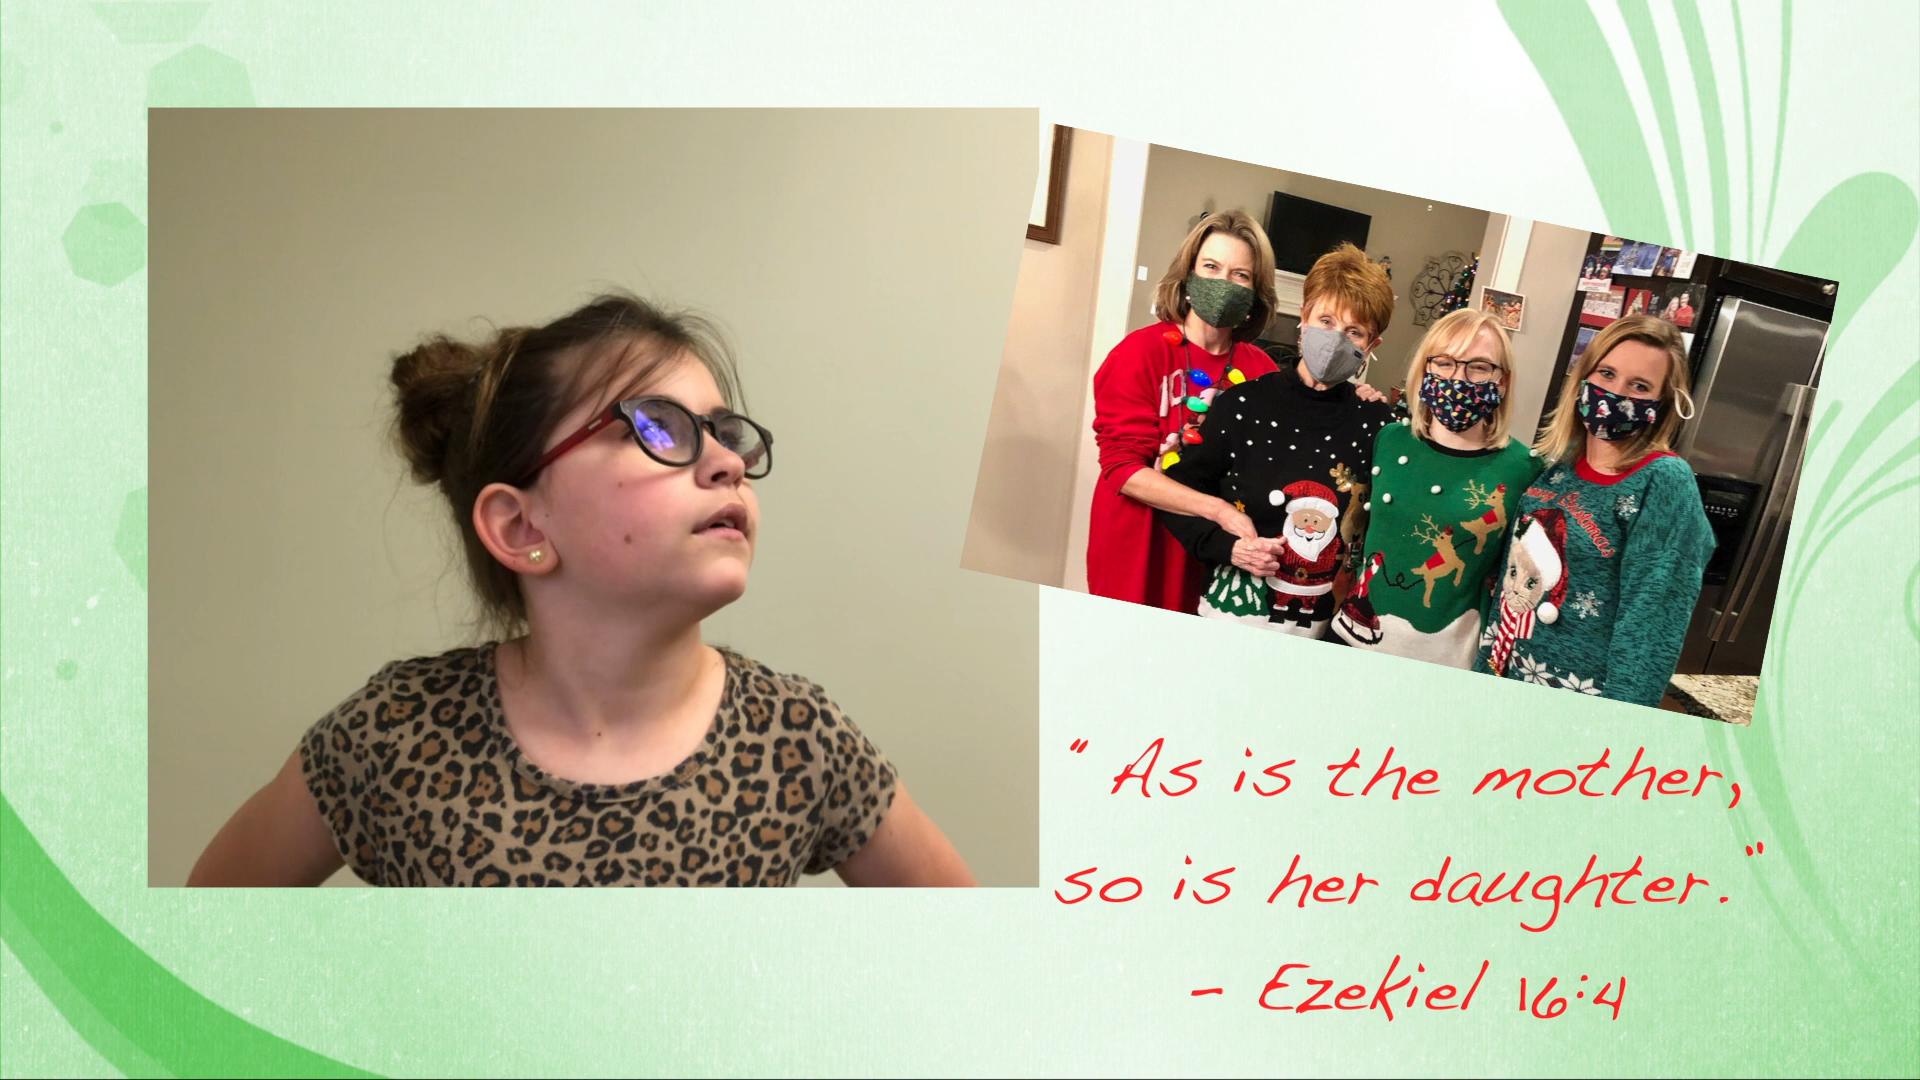 “ As is the mother,
so is her daughter.”
- Ezekiel 16:4